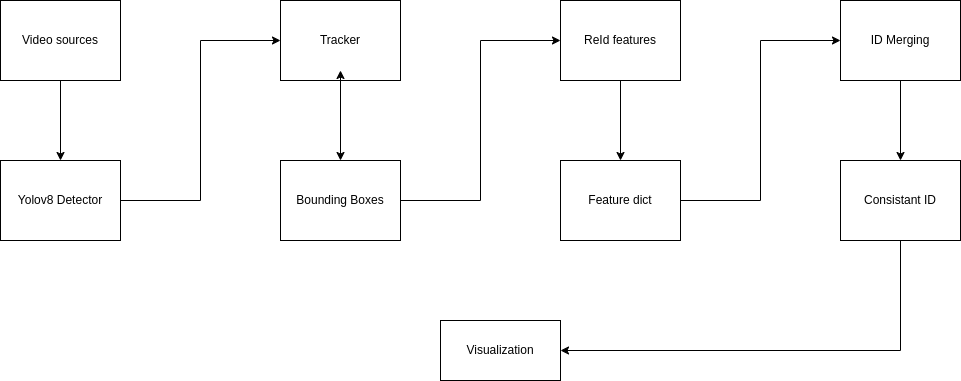 Video sources
Tracker
ReId features
ID Merging
Yolov8 Detector
Bounding Boxes
Feature dict
Consistant ID
Visualization